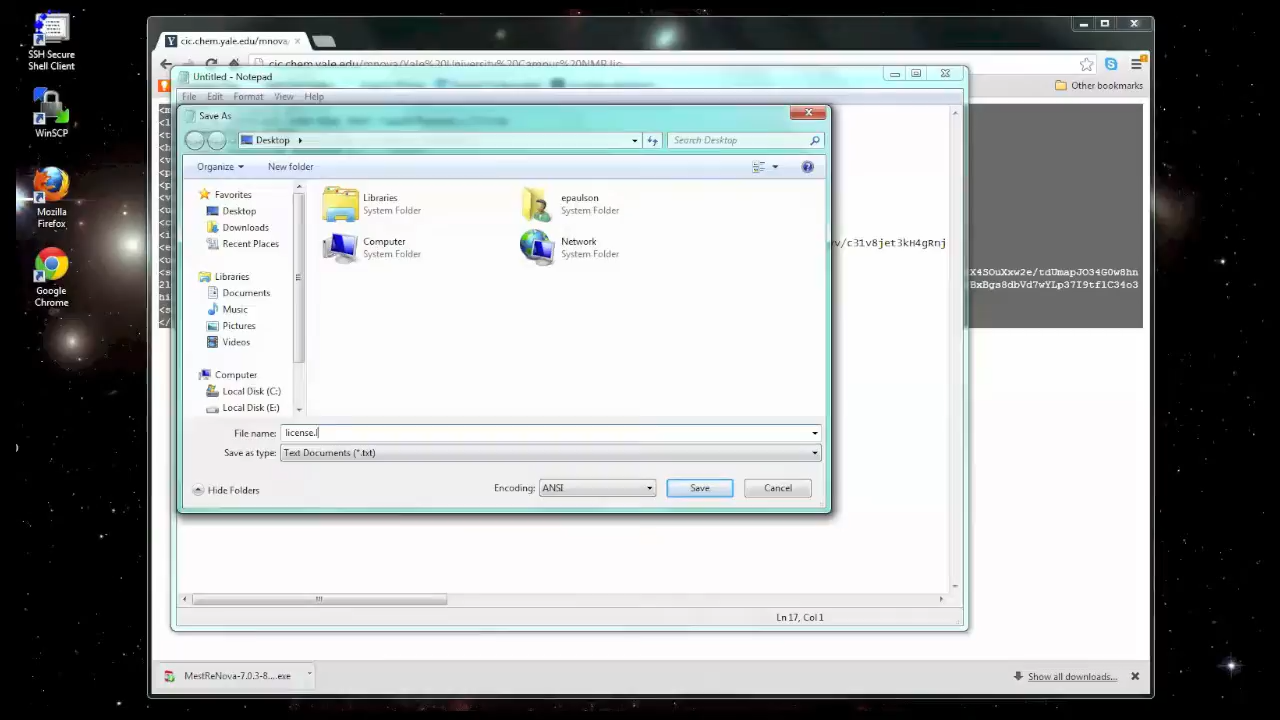 SSH Secure
Shell Client
WinSCP
Mozilla
Firefox
Google
Chrome
cic.chem.yale.edu/mnova/
cic.chem.yale.edu/mnova/Yale%20University%20Campus%20NMR.lic
Other bookmarks
Untitled - Notepad
File Edit Format View Help
Save As
Desktop
Search Desktop
Organize
New folder
Favorites
Desktop
Downloads
Recent Places
Libraries
Documents
Music
Pictures
Videos
Computer
Local Disk (C:)
Local Disk (E:)
Libraries
System Folder
epaulson
System Folder
Computer
System Folder
Network
System Folder
v/c31v8jet3kH4gRnj
X4SOuXxw2e/tdUmapJO34G0w8hn
BxBgs8dbVd7wYLp37I9tflC34o3
File name: license.l
Save as type: Text Documents (*.txt)
Hide Folders
Encoding: ANSI
Save
Cancel
Ln 17, Col 1
MestReNova-7.0.3-8....exe
Show all downloads...